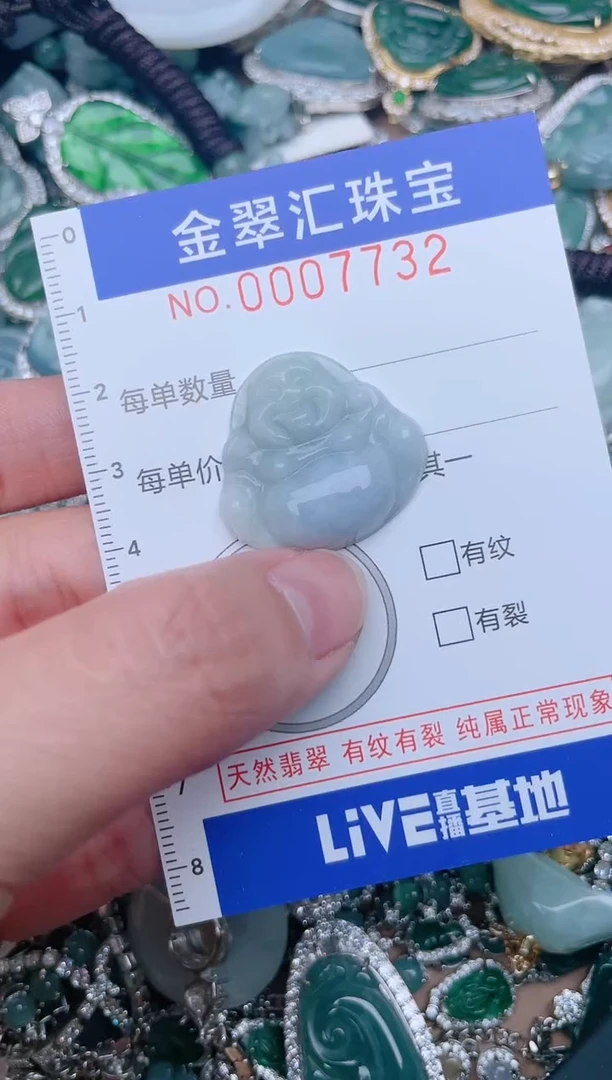 金翠汇珠宝
NO.0007732
0
1
2
3
4
7
8
每单数量
每单价
其一
有纹
有裂
天然翡翠 有纹有裂 纯属正常现象
LiVE直播基地